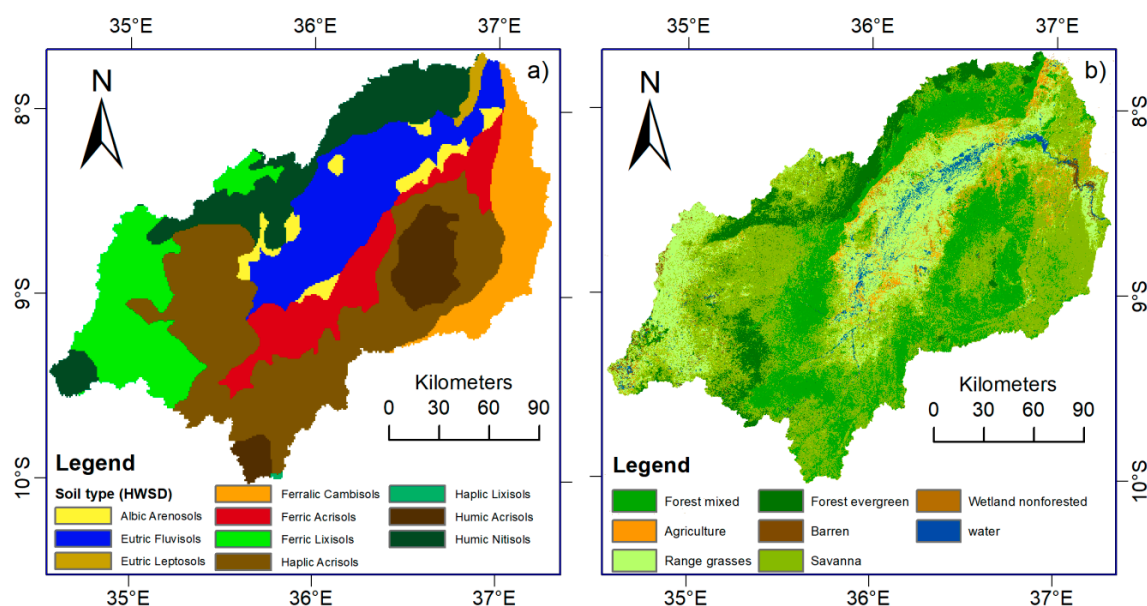 35°E 36°E 37°E
a)
N
8°S
9°S
10°S
Kilometers
0 30 60 90
Legend
Soil type (HWSD)
Albic Arenosols
Eutric Fluvisols
Eutric Leptosols
Ferralic Cambisols
Ferric Acrisols
Ferric Lixisols
Haplic Acrisols
Haplic Lixisols
Humic Acrisols
Humic Nitisols
35°E 36°E 37°E
35°E 36°E 37°E
b)
N
8°S
9°S
10°S
Kilometers
0 30 60 90
Legend
Forest mixed
Agriculture
Range grasses
Forest evergreen
Barren
Savanna
Wetland nonforested
water
35°E 36°E 37°E